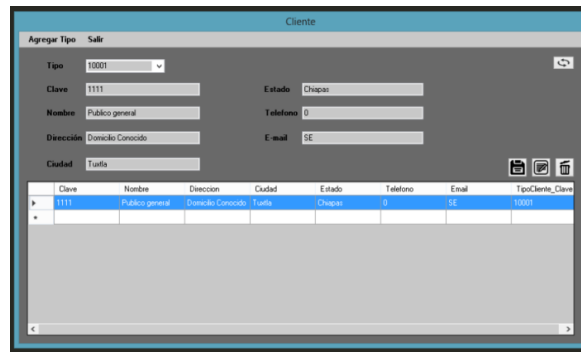 Cliente
Agregar Tipo Salir
Tipo 10001
Clave 1111 Estado Chiapas
Nombre Publico general Telefono 0
Dirección Domicilio Conocido E-mail SE
Ciudad Tuxtla
Clave Nombre Direccion Ciudad Estado Telefono Email TipoCliente_Clave
1111 Publico general Domicilio Conocido Tuxtla Chiapas 0 SE 10001